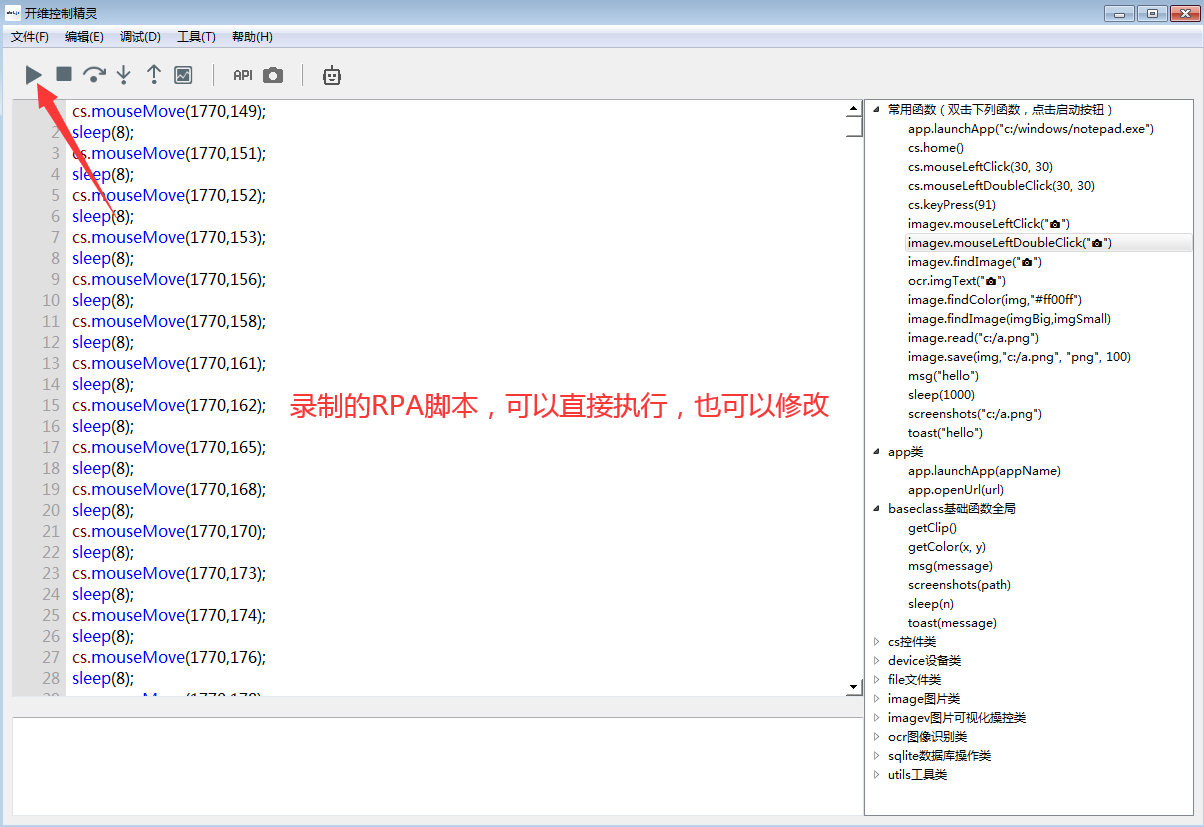 开维控制精灵
文件(F) 编辑(E) 调试(D) 工具(T) 帮助(H)
API
cs.mouseMove(1770,149);
2 sleep(8);
3 cs.mouseMove(1770,151);
4 sleep(8);
5 cs.mouseMove(1770,152);
6 sleep(8);
7 cs.mouseMove(1770,153);
8 sleep(8);
9 cs.mouseMove(1770,156);
10 sleep(8);
11 cs.mouseMove(1770,158);
12 sleep(8);
13 cs.mouseMove(1770,161);
14 sleep(8);
15 cs.mouseMove(1770,162);
16 sleep(8);
17 cs.mouseMove(1770,165);
18 sleep(8);
19 cs.mouseMove(1770,168);
20 sleep(8);
21 cs.mouseMove(1770,170);
22 sleep(8);
23 cs.mouseMove(1770,173);
24 sleep(8);
25 cs.mouseMove(1770,174);
26 sleep(8);
27 cs.mouseMove(1770,176);
28 sleep(8);
录制的RPA脚本，可以直接执行，也可以修改
常用函数（双击下列函数，点击启动按钮）
app.launchApp("c:/windows/notepad.exe")
cs.home()
cs.mouseLeftClick(30, 30)
cs.mouseLeftDoubleClick(30, 30)
cs.keyPress(91)
imagev.mouseLeftClick("📷")
imagev.mouseLeftDoubleClick("📷")
imagev.findImage("📷")
ocr.imgText("📷")
image.findColor(img,"#ff00ff")
image.findImage(imgBig,imgSmall)
image.read("c:/a.png")
image.save(img,"c:/a.png", "png", 100)
msg("hello")
sleep(1000)
screenshots("c:/a.png")
toast("hello")
app类
app.launchApp(appName)
app.openUrl(url)
baseclass基础函数全局
getClip()
getColor(x, y)
msg(message)
screenshots(path)
sleep(n)
toast(message)
cs控件类
device设备类
file文件类
image图片类
imagev图片可视化操控类
ocr图像识别类
sqlite数据库操作类
utils工具类